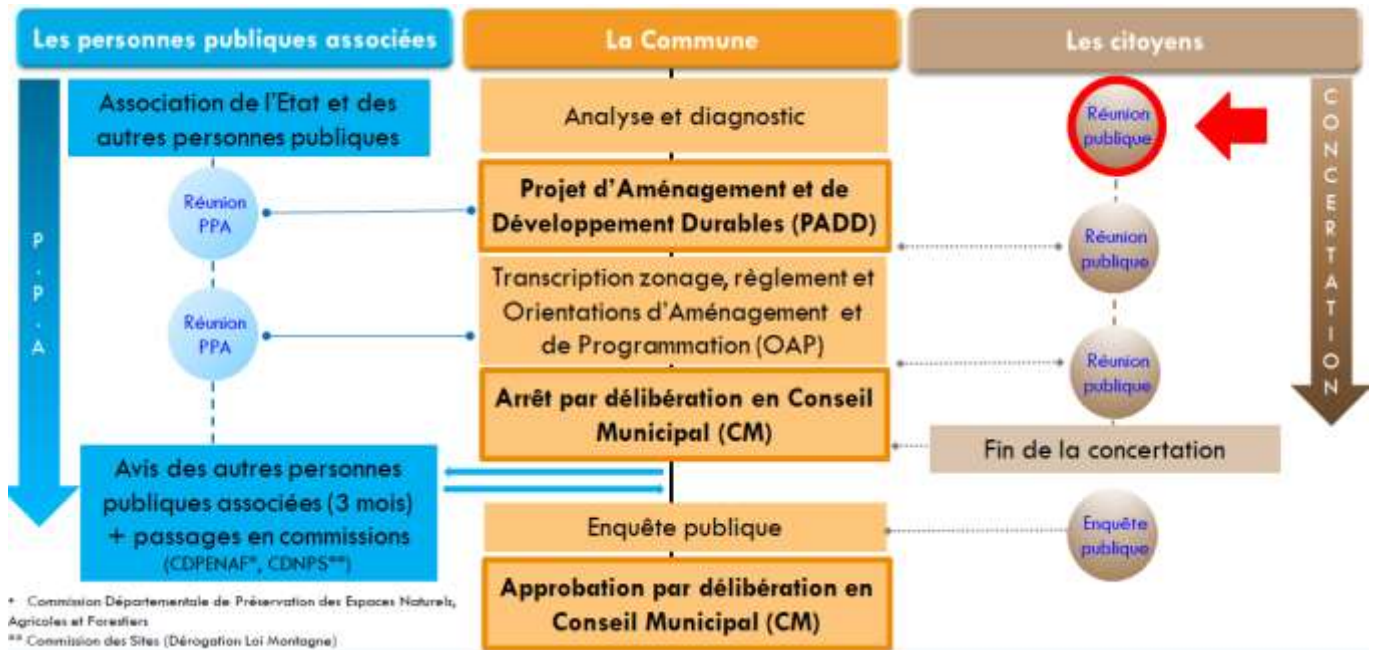 Les personnes publiques associées
La Commune
Les citoyens
P.P.A
Association de l'Etat et des
autres personnes publiques
Réunion
PPA
Réunion
PPA
Avis des autres personnes
publiques associées (3 mois)
+ passages en commissions
(CDPENAF*, CDNPS**)
Analyse et diagnostic
Projet d'Aménagement et de
Développement Durables (PADD)
Transcription zonage, règlement et
Orientations d'Aménagement et
de Programmation (OAP)
Arrêt par délibération en Conseil
Municipal (CM)
Enquête publique
Approbation par délibération en
Conseil Municipal (CM)
Réunion
publique
Réunion
publique
Réunion
publique
Fin de la concertation
Enquête
publique
CONCERTATION
* Commission Départementale de Préservation des Espaces Naturels,
Agricoles et Forestiers
** Commission des Sites (Dérogation Loi Montagne)